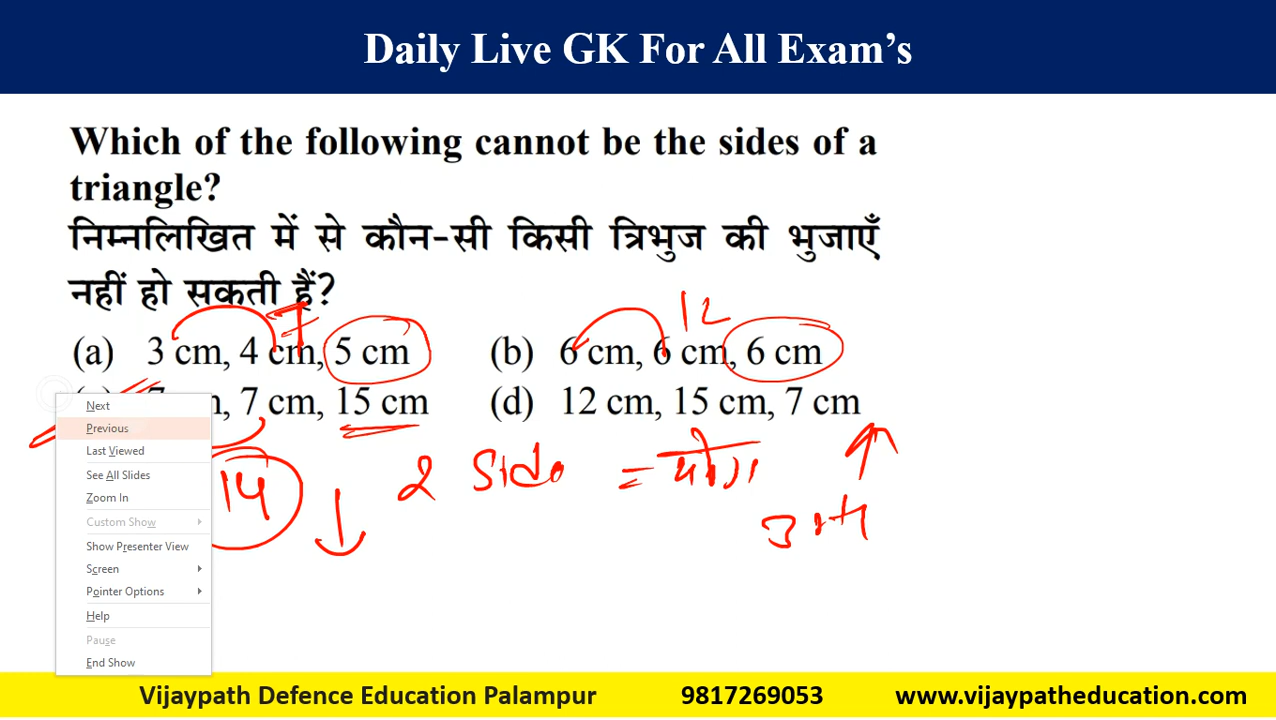 Daily Live GK For All Exam’s
Which of the following cannot be the sides of a
triangle?
निम्नलिखित में से कौन-सी किसी त्रिभुज की भुजाएँ
नहीं हो सकती हैं?
7 12
(a) 3 cm, 4 cm, 5 cm (b) 6 cm, 6 cm, 6 cm
7 cm, 15 cm (d) 12 cm, 15 cm, 7 cm
14 2 Side = योग
3
Next
Previous
Last Viewed
See All Slides
Zoom In
Custom Show
Show Presenter View
Screen
Pointer Options
Help
Pause
End Show
Vijaypath Defence Education Palampur 9817269053 www.vijaypatheducation.com